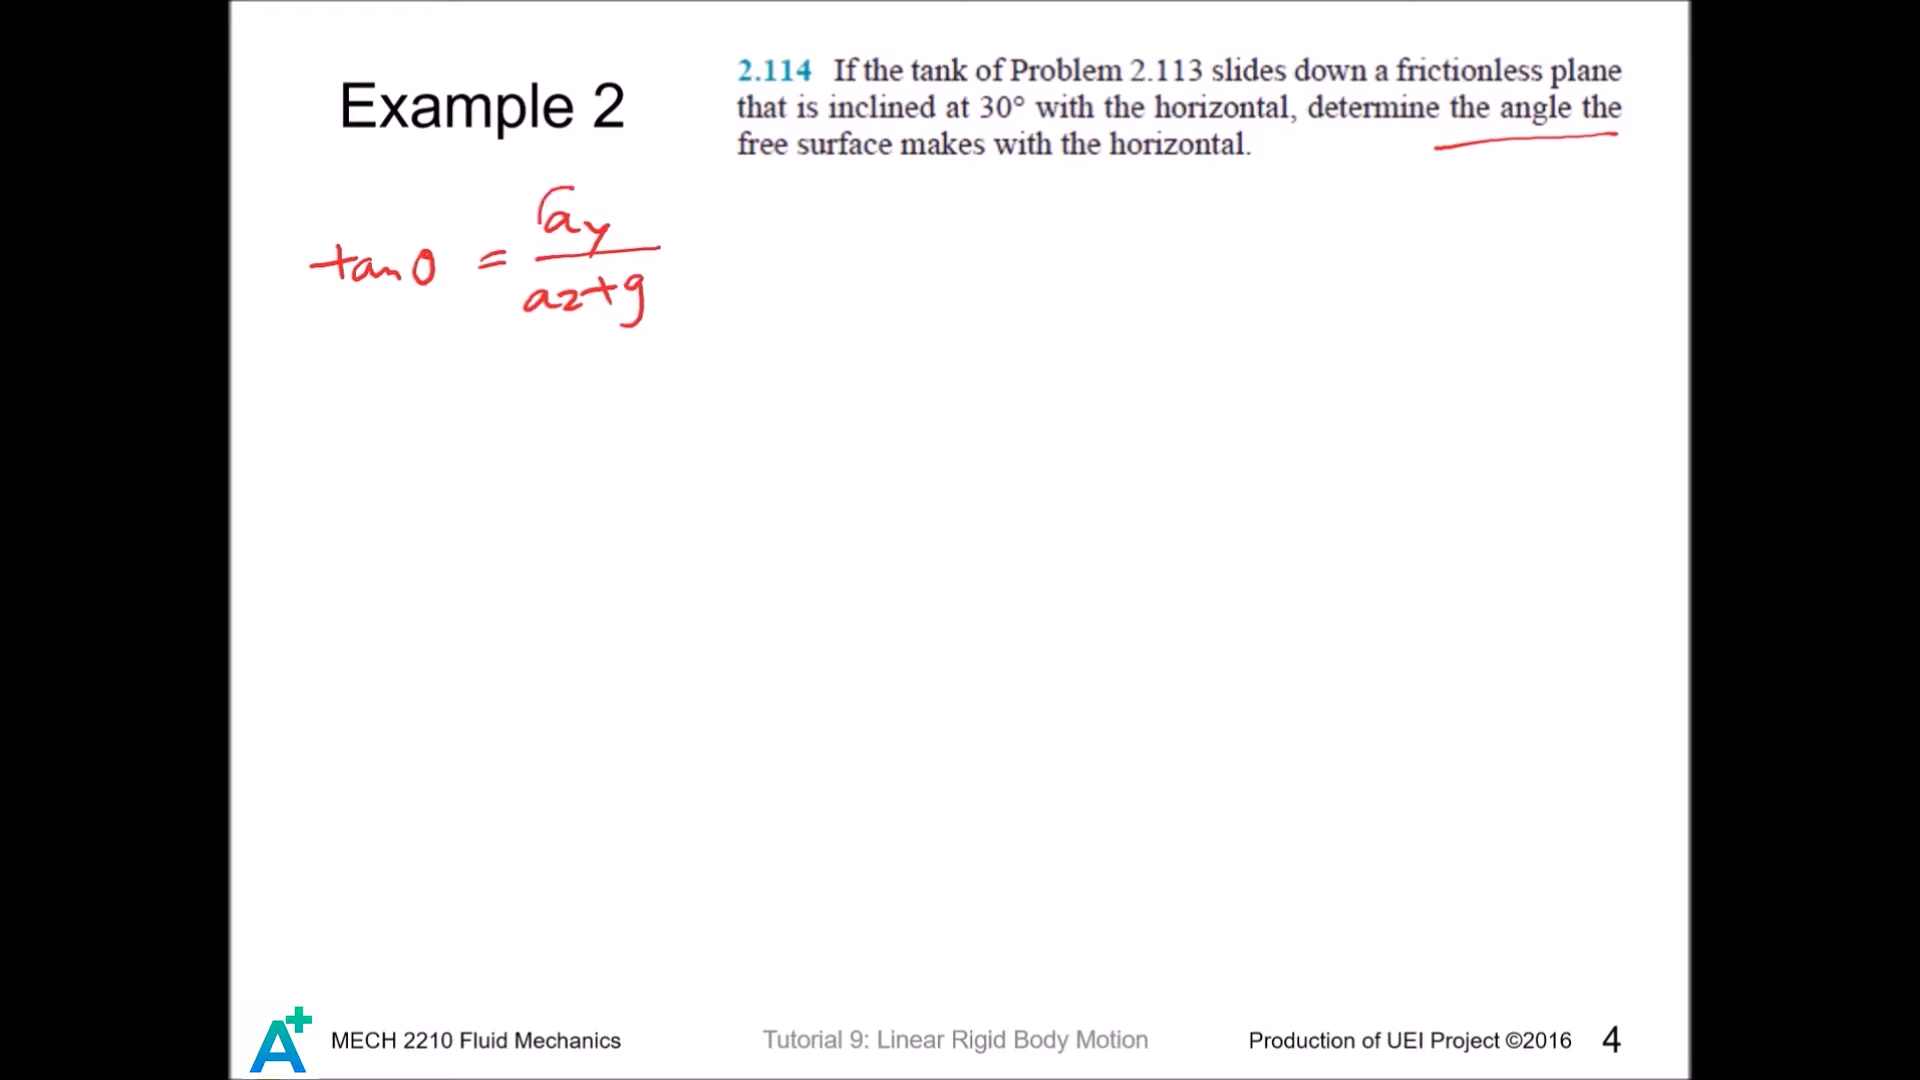 Example 2
2.114 If the tank of Problem 2.113 slides down a frictionless plane
that is inclined at 30° with the horizontal, determine the angle the
free surface makes with the horizontal.
tan θ = ay / az+g
A+
MECH 2210 Fluid Mechanics
Tutorial 9: Linear Rigid Body Motion
Production of UEI Project ©2016
4